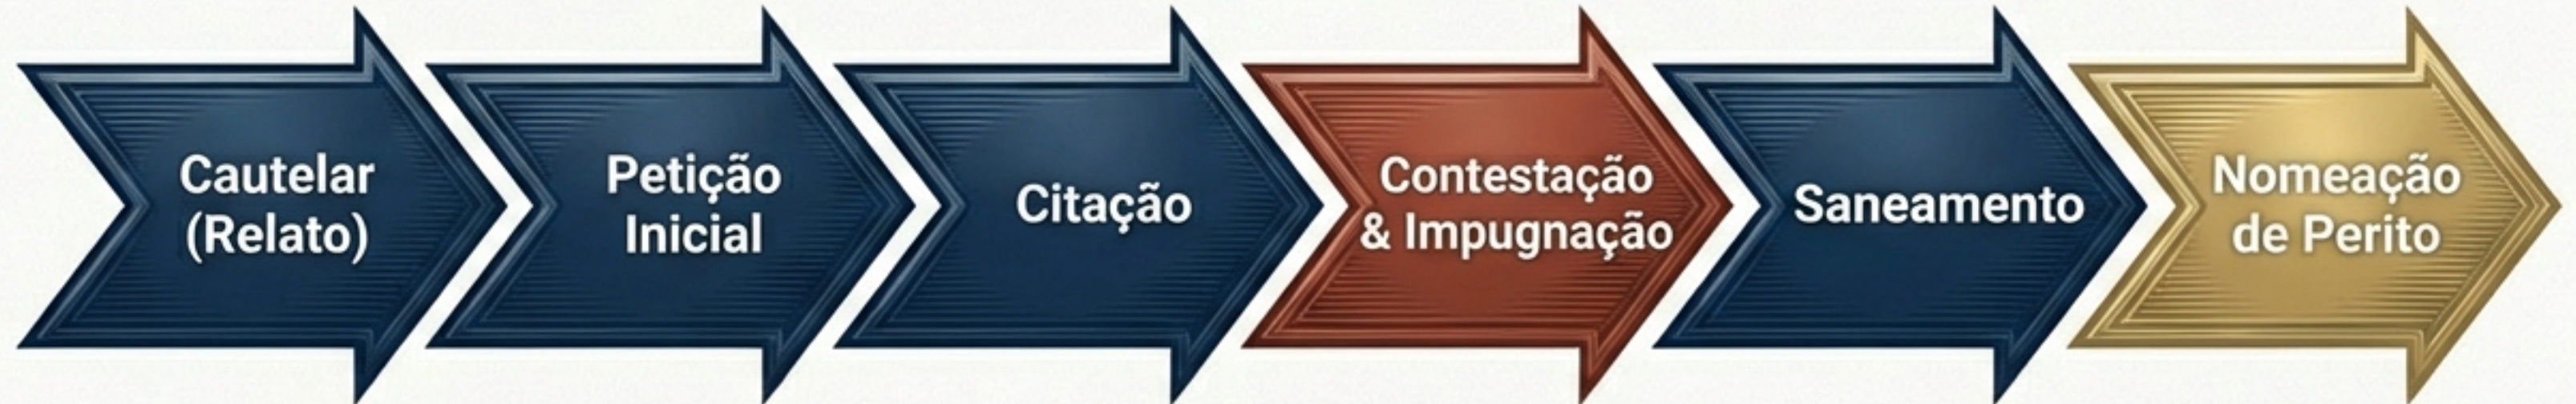 Cautelar
(Relato)
Petição
Inicial
Citação
Contestação
& Impugnação
Saneamento
Nomeação
de Perito